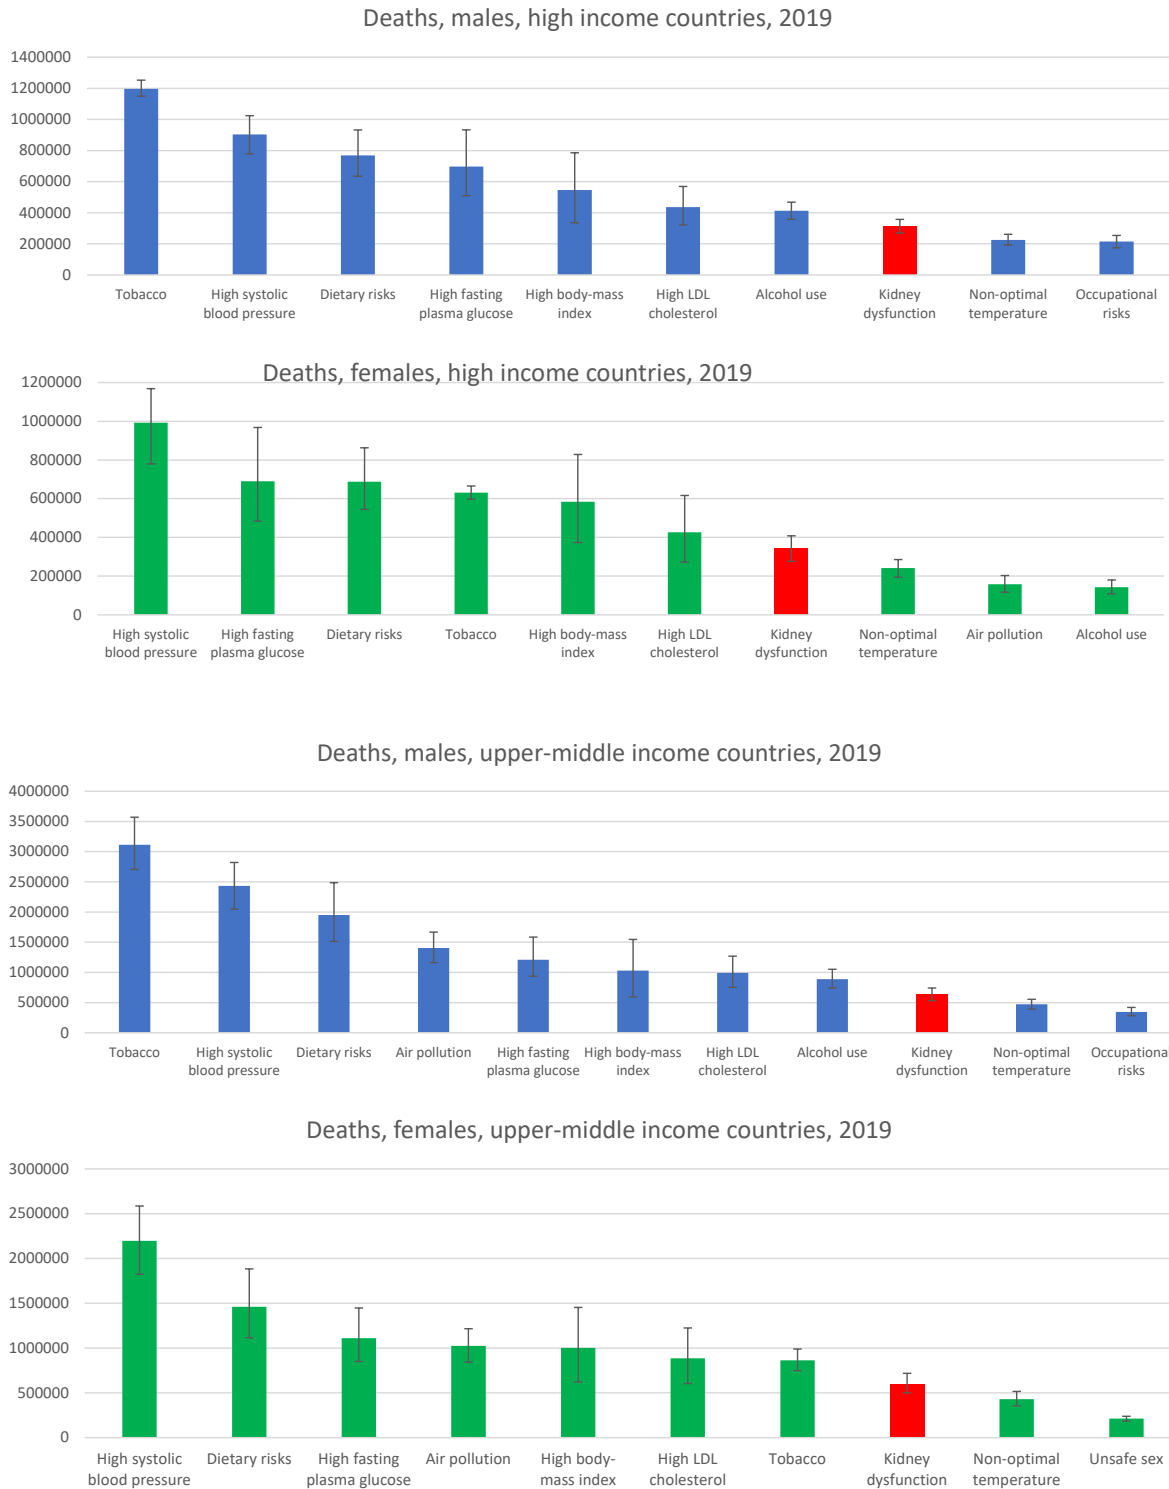 Deaths, males, high income countries, 2019
1400000
1200000
1000000
800000
600000
400000
200000
0
Tobacco
High systolic
blood pressure
Dietary risks
High fasting
plasma glucose
High body-mass
index
High LDL
cholesterol
Alcohol use
Kidney
dysfunction
Non-optimal
temperature
Occupational
risks
Deaths, females, high income countries, 2019
1200000
1000000
800000
600000
400000
200000
0
High systolic
blood pressure
High fasting
plasma glucose
Dietary risks
Tobacco
High body-mass
index
High LDL
cholesterol
Kidney
dysfunction
Non-optimal
temperature
Air pollution
Alcohol use
Deaths, males, upper-middle income countries, 2019
4000000
3500000
3000000
2500000
2000000
1500000
1000000
500000
0
Tobacco
High systolic
blood pressure
Dietary risks
Air pollution
High fasting
plasma glucose
High body-mass
index
High LDL
cholesterol
Alcohol use
Kidney
dysfunction
Non-optimal
temperature
Occupational
risks
Deaths, females, upper-middle income countries, 2019
3000000
2500000
2000000
1500000
1000000
500000
0
High systolic
blood pressure
Dietary risks
High fasting
plasma glucose
Air pollution
High body-
mass index
High LDL
cholesterol
Tobacco
Kidney
dysfunction
Non-optimal
temperature
Unsafe sex